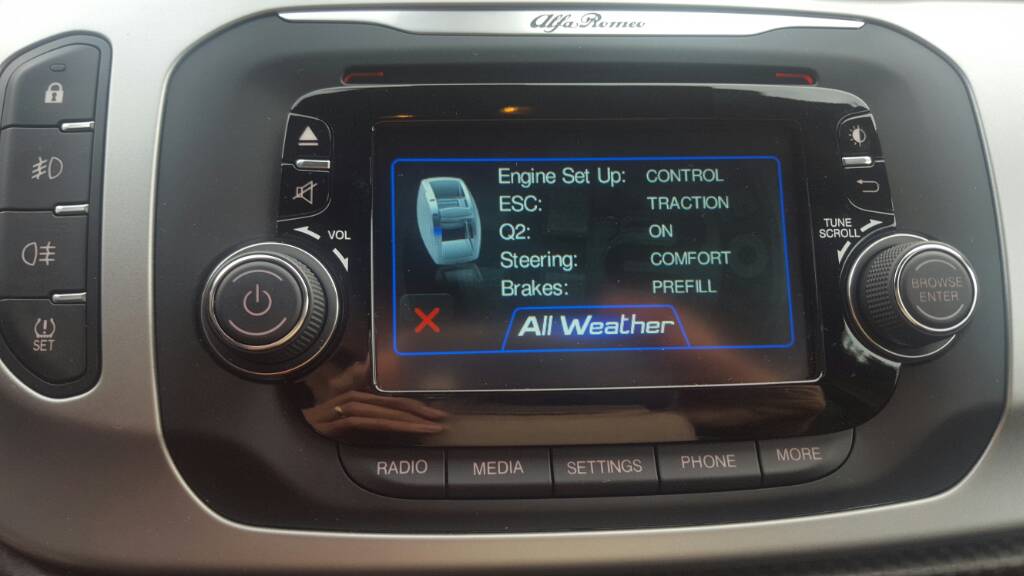 Alfa Romeo
Engine Set Up: CONTROL
ESC: TRACTION
Q2: ON
Steering: COMFORT
Brakes: PREFILL
All Weather
VOL
TUNE
SCROLL
BROWSE
ENTER
SET
RADIO MEDIA SETTINGS PHONE MORE